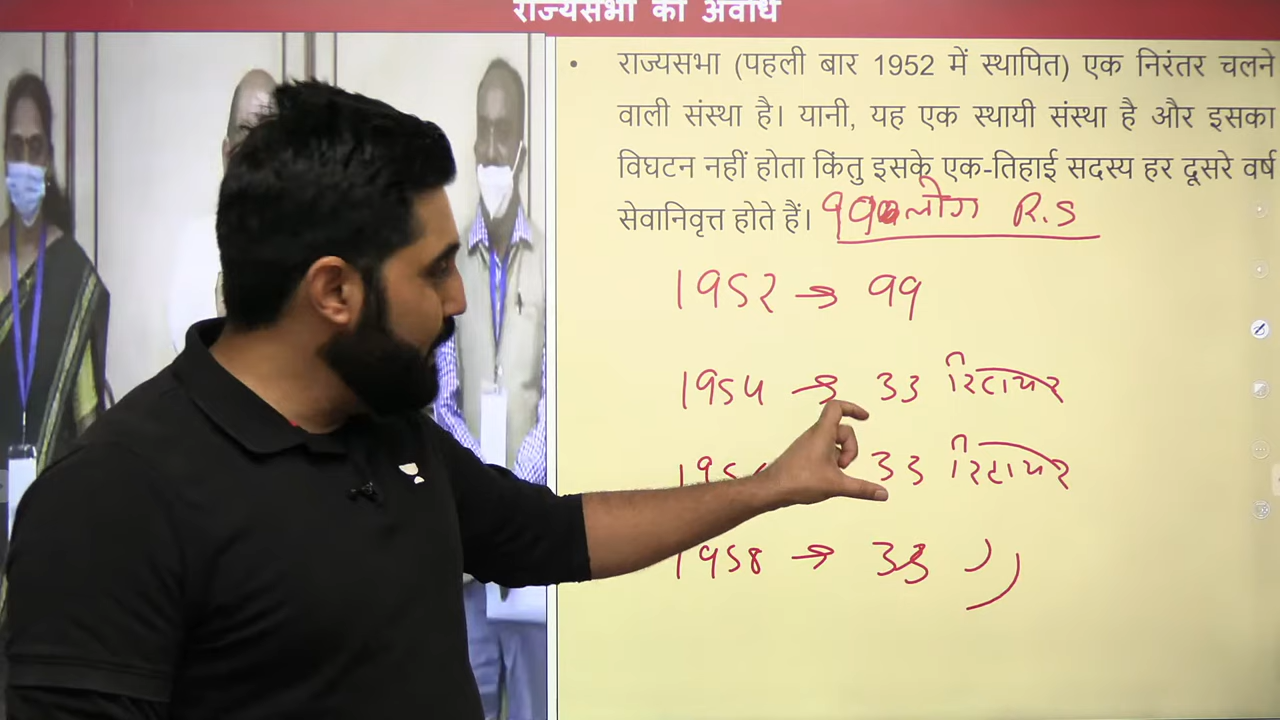 राज्यसभा की अवधि
राज्यसभा (पहली बार 1952 में स्थापित) एक निरंतर चलने
वाली संस्था है। यानी, यह एक स्थायी संस्था है और इसका
विघटन नहीं होता किंतु इसके एक-तिहाई सदस्य हर दूसरे वर्ष
सेवानिवृत्त होते हैं। 99 लोग R.S
1952 → 99
1954 → 33 रिटायर
195 33 रिटायर
1958 → 33 ))